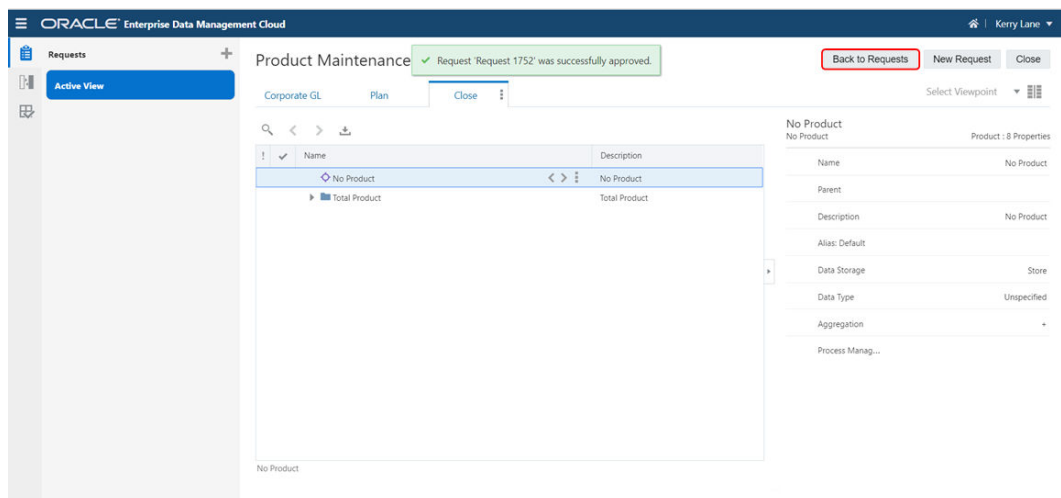 ORACLE® Enterprise Data Management Cloud
Kerry Lane
Requests
Active View
Product Maintenance
Request 'Request 1752' was successfully approved.
Back to Requests New Request Close
Corporate GL Plan Close
Select Viewpoint
! Name Description
No Product No Product
Total Product Total Product
No Product
No Product
No Product Product : 8 Properties
Name No Product
Parent
Description No Product
Alias: Default
Data Storage Store
Data Type Unspecified
Aggregation +
Process Manag...